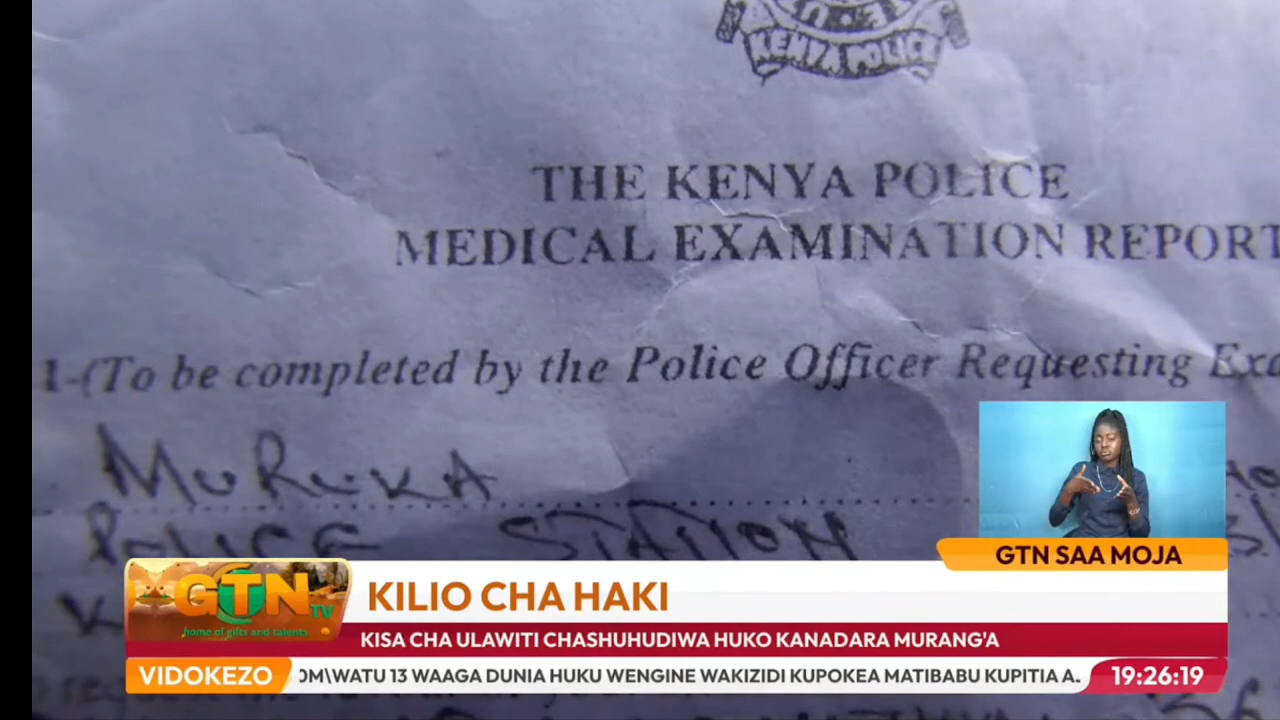 KENYA POLICE
THE KENYA POLICE
MEDICAL EXAMINATION REPORT
1-(To be completed by the Police Officer Requesting
MURUKA
POLICE STATION
GTN SAA MOJA
GTN TV
home of gifts and talents
KILIO CHA HAKI
KISA CHA ULAWITI CHASHUHUDIWA HUKO KANADARA MURANG'A
VIDOKEZO
OM\WATU 13 WAAGA DUNIA HUKU WENGINE WAKIZIDI KUPOKEA MATIBABU KUPITIA A..
19:26:19